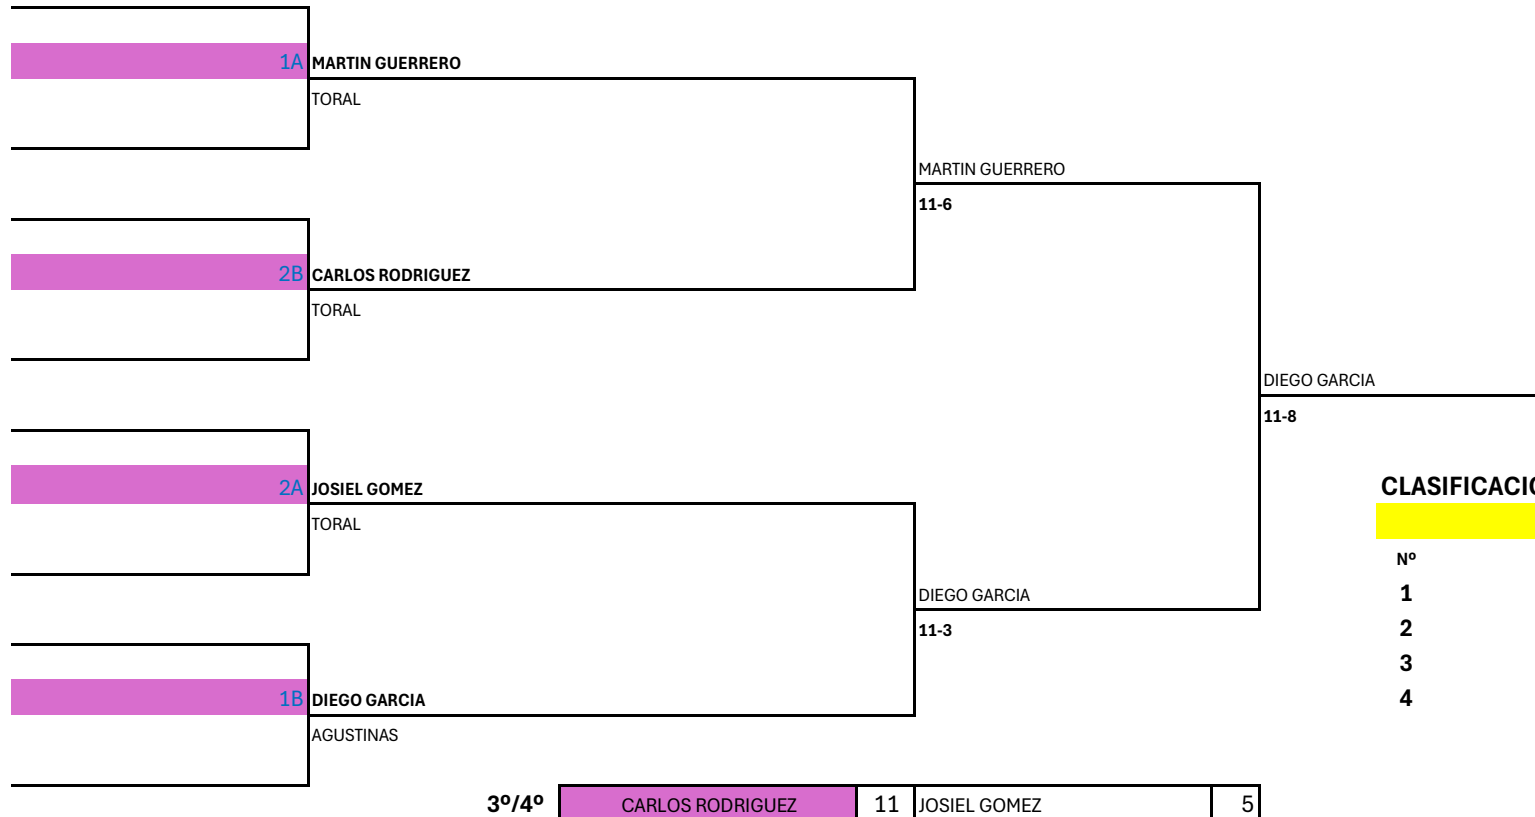 1A MARTIN GUERRERO
TORAL
MARTIN GUERRERO
11-6
2B CARLOS RODRIGUEZ
TORAL
DIEGO GARCIA
11-8
2A JOSIEL GOMEZ
TORAL
CLASIFICACIO
Nº
1
2
3
4
DIEGO GARCIA
11-3
1B DIEGO GARCIA
AGUSTINAS
3º/4º CARLOS RODRIGUEZ 11 JOSIEL GOMEZ 5